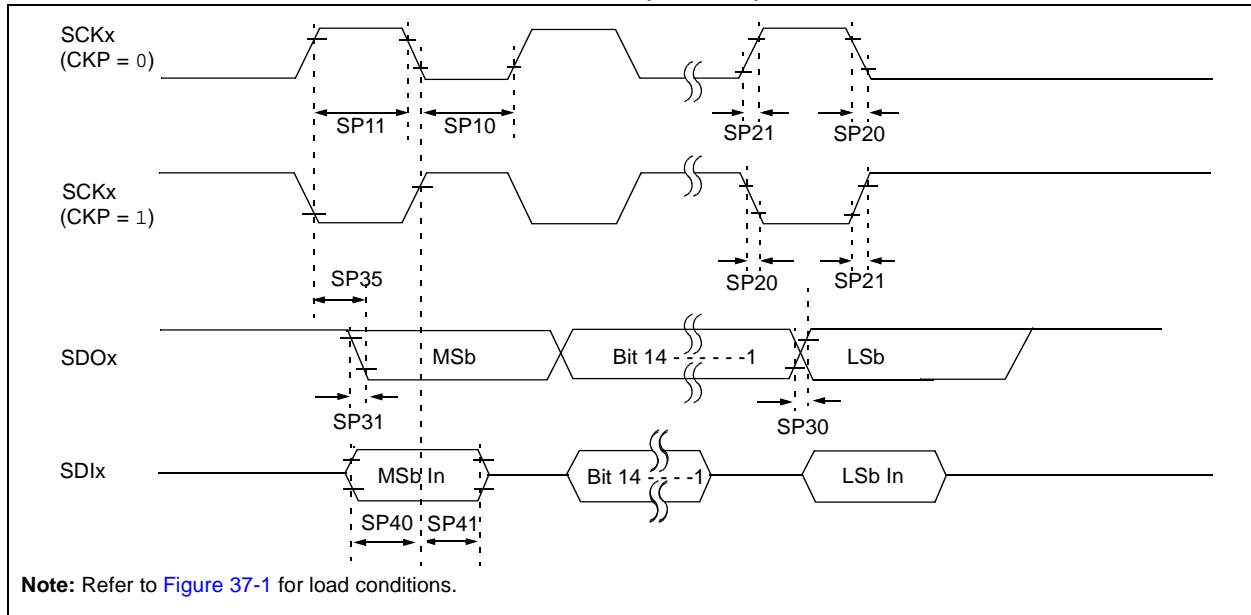 SCKx
(CKP = 0)
SP11
SP10
SP21
SP20
SCKx
(CKP = 1)
SP35
SP20
SP21
SDOx
MSb
Bit 14 - - - - - -1
LSb
SP31
SP30
SDIx
MSb In
Bit 14 - - - -1
LSb In
SP40
SP41
Note: Refer to Figure 37-1 for load conditions.